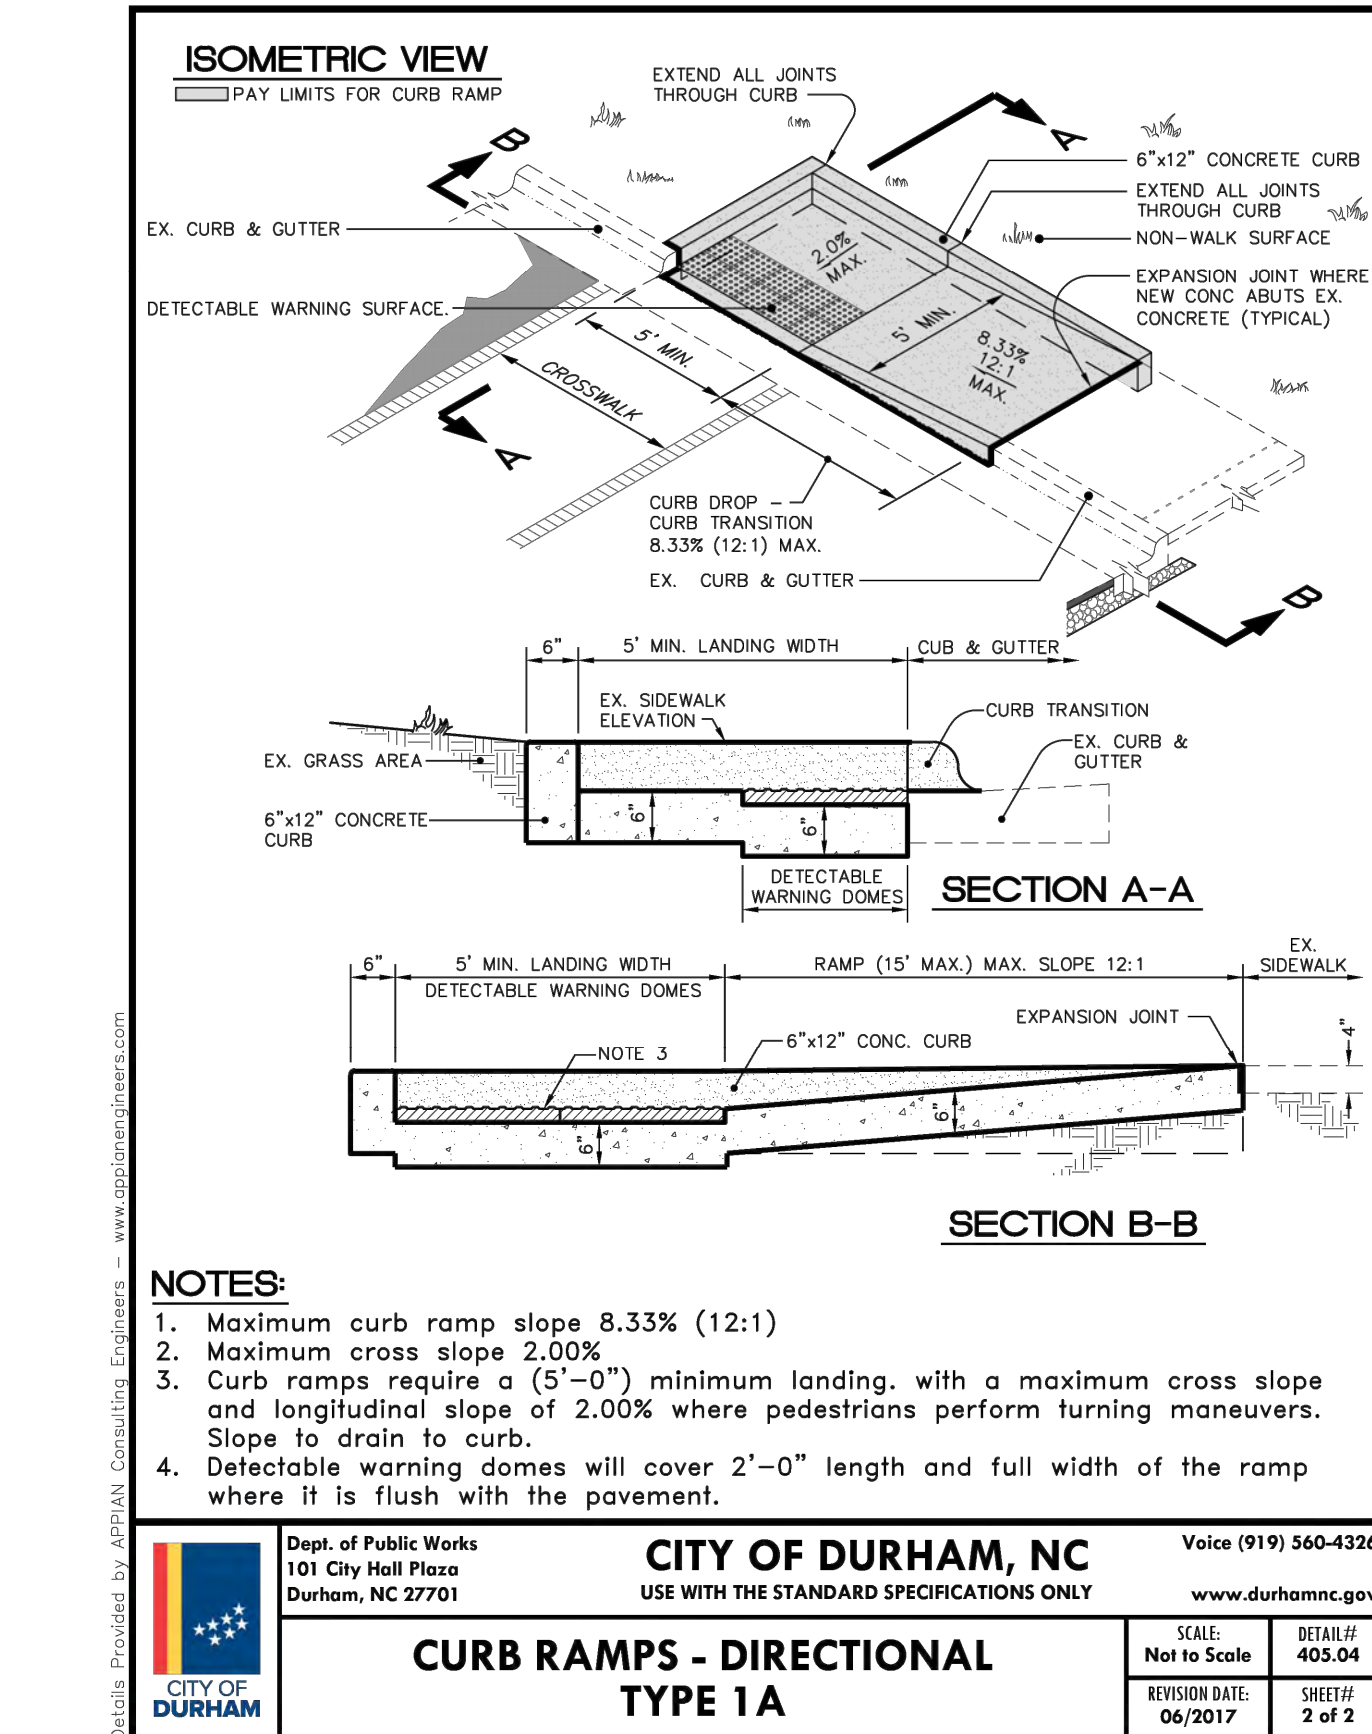 ISOMETRIC VIEW
PAY LIMITS FOR CURB RAMP
EXTEND ALL JOINTS
THROUGH CURB
B
A
6"x12" CONCRETE CURB
EXTEND ALL JOINTS
THROUGH CURB
NON-WALK SURFACE
EXPANSION JOINT WHERE
NEW CONC ABUTS EX.
CONCRETE (TYPICAL)
EX. CURB & GUTTER
DETECTABLE WARNING SURFACE.
2.0%
MAX.
5' MIN.
8.33%
12:1
MAX.
5' MIN.
CROSSWALK
A
CURB DROP -
CURB TRANSITION
8.33% (12:1) MAX.
EX. CURB & GUTTER
B
6"
5' MIN. LANDING WIDTH
CUB & GUTTER
EX. SIDEWALK
ELEVATION
CURB TRANSITION
EX. GRASS AREA
EX. CURB &
GUTTER
6"x12" CONCRETE
CURB
6"
6"
DETECTABLE
WARNING DOMES
SECTION A-A
6"
5' MIN. LANDING WIDTH
DETECTABLE WARNING DOMES
RAMP (15' MAX.) MAX. SLOPE 12:1
EX.
SIDEWALK
EXPANSION JOINT
4"
NOTE 3
6"x12" CONC. CURB
6"
6"
SECTION B-B
NOTES:
1. Maximum curb ramp slope 8.33% (12:1)
2. Maximum cross slope 2.00%
3. Curb ramps require a (5'-0") minimum landing. with a maximum cross slope
and longitudinal slope of 2.00% where pedestrians perform turning maneuvers.
Slope to drain to curb.
4. Detectable warning domes will cover 2'-0" length and full width of the ramp
where it is flush with the pavement.
Details Provided by APPIAN Consulting Engineers - www.appianengineers.com
CITY OF
DURHAM
Dept. of Public Works
101 City Hall Plaza
Durham, NC 27701
CITY OF DURHAM, NC
USE WITH THE STANDARD SPECIFICATIONS ONLY
Voice (919) 560-4326
www.durhamnc.gov
CURB RAMPS - DIRECTIONAL
TYPE 1A
SCALE:
Not to Scale
DETAIL#
405.04
REVISION DATE:
06/2017
SHEET#
2 of 2